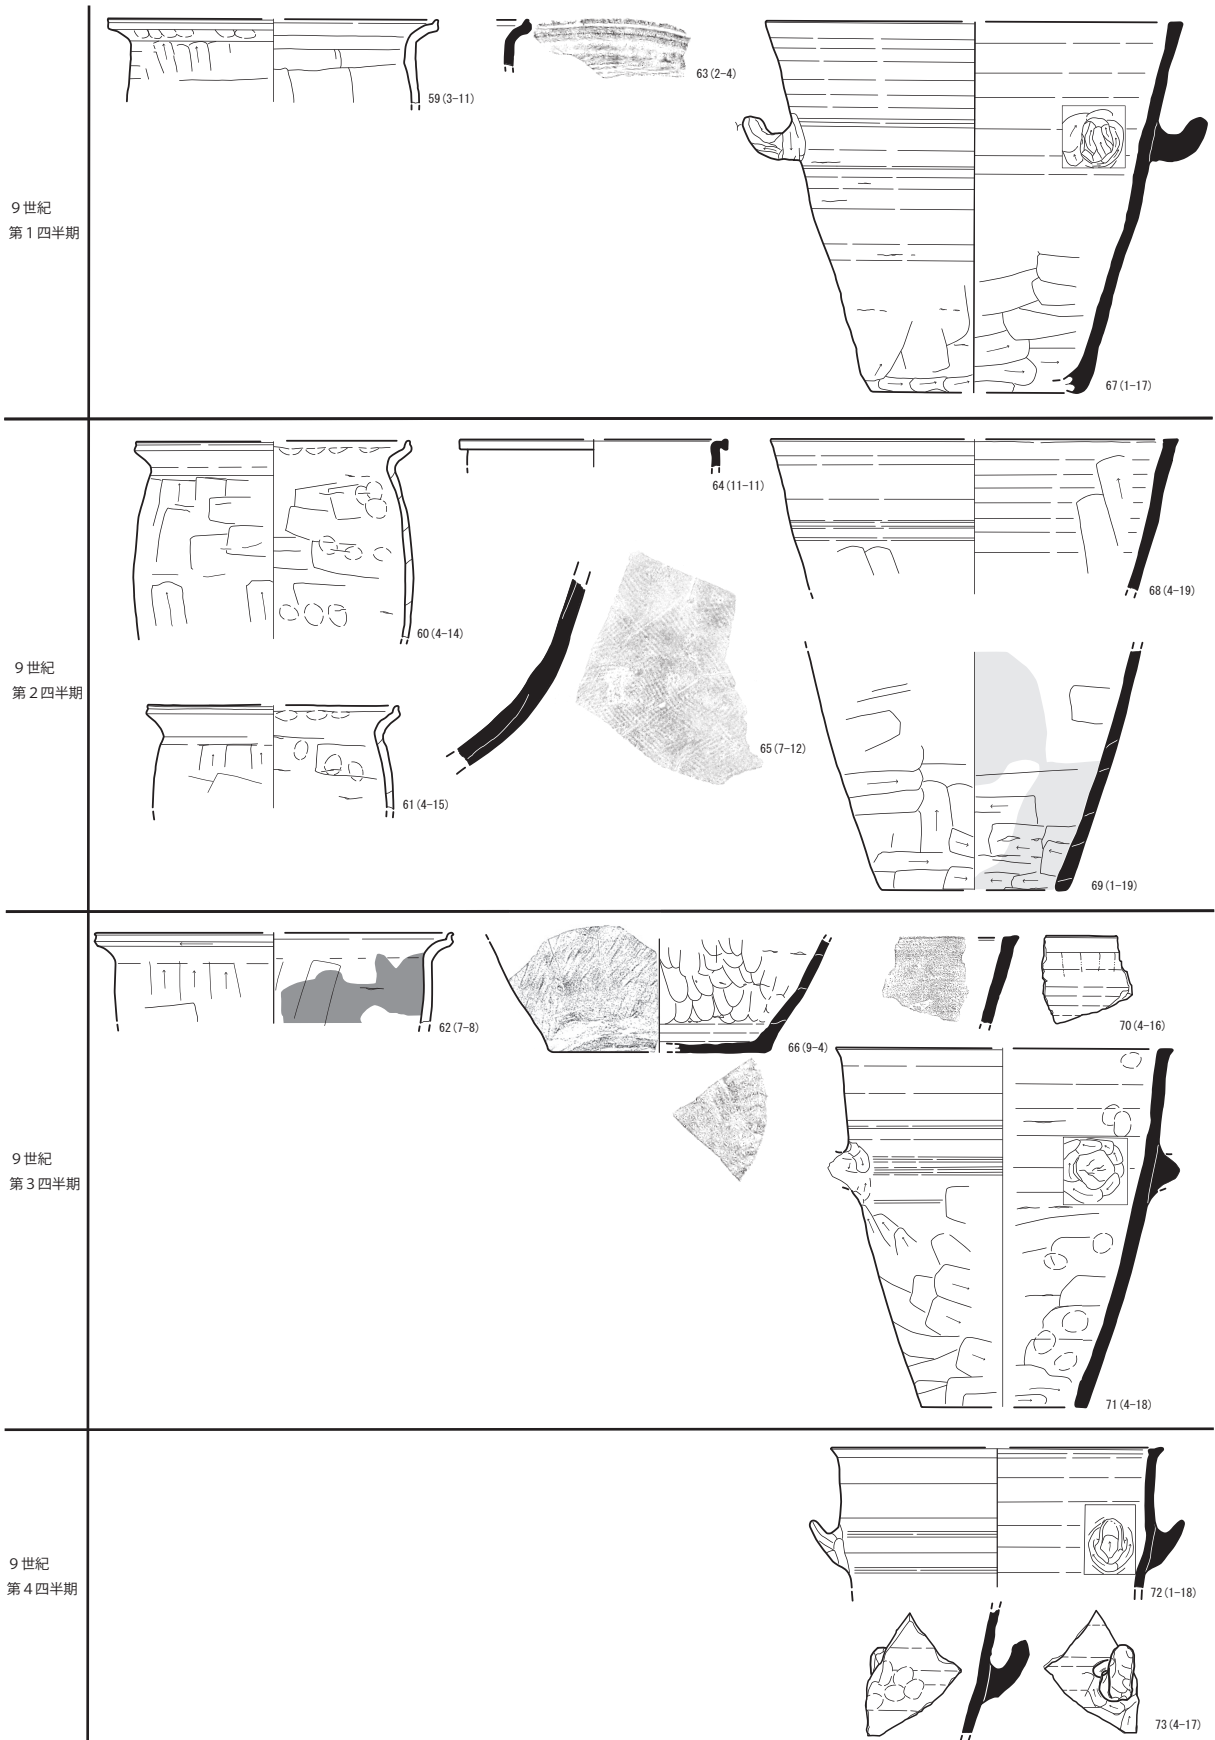 ９世紀
第１四半期
59(3-11)
63(2-4)
67(1-17)
９世紀
第２四半期
60(4-14)
64(11-11)
68(4-19)
61(4-15)
65(7-12)
69(1-19)
９世紀
第３四半期
62(7-8)
66(9-4)
70(4-16)
71(4-18)
９世紀
第４四半期
72(1-18)
73(4-17)